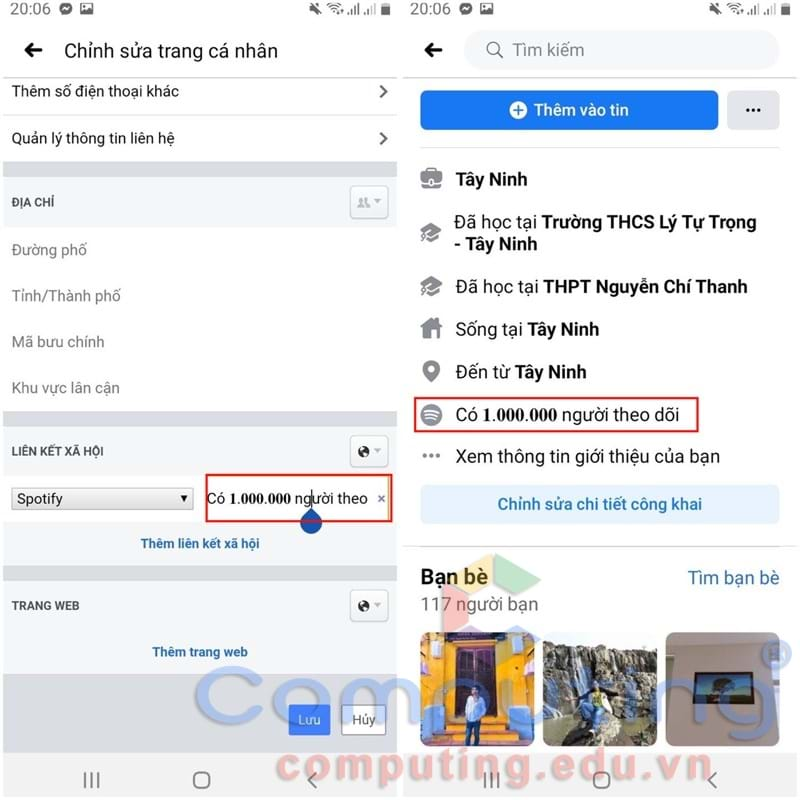 20:06
Chỉnh sửa trang cá nhân
Thêm số điện thoại khác
Quản lý thông tin liên hệ
ĐỊA CHỈ
Đường phố
Tỉnh/Thành phố
Mã bưu chính
Khu vực lân cận
LIÊN KẾT XÃ HỘI
Spotify
Có 𝟏.𝟎𝟎𝟎.𝟎𝟎𝟎 người theo
Thêm liên kết xã hội
TRANG WEB
Thêm trang web
Lưu
Hủy
20:06
Tìm kiếm
Thêm vào tin
Tây Ninh
Đã học tại Trường THCS Lý Tự Trọng
- Tây Ninh
Đã học tại THPT Nguyễn Chí Thanh
Sống tại Tây Ninh
Đến từ Tây Ninh
Có 𝟏.𝟎𝟎𝟎.𝟎𝟎𝟎 người theo dõi
Xem thông tin giới thiệu của bạn
Chỉnh sửa chi tiết công khai
Bạn bè
Tìm bạn bè
117 người bạn
Computing®
computing.edu.vn